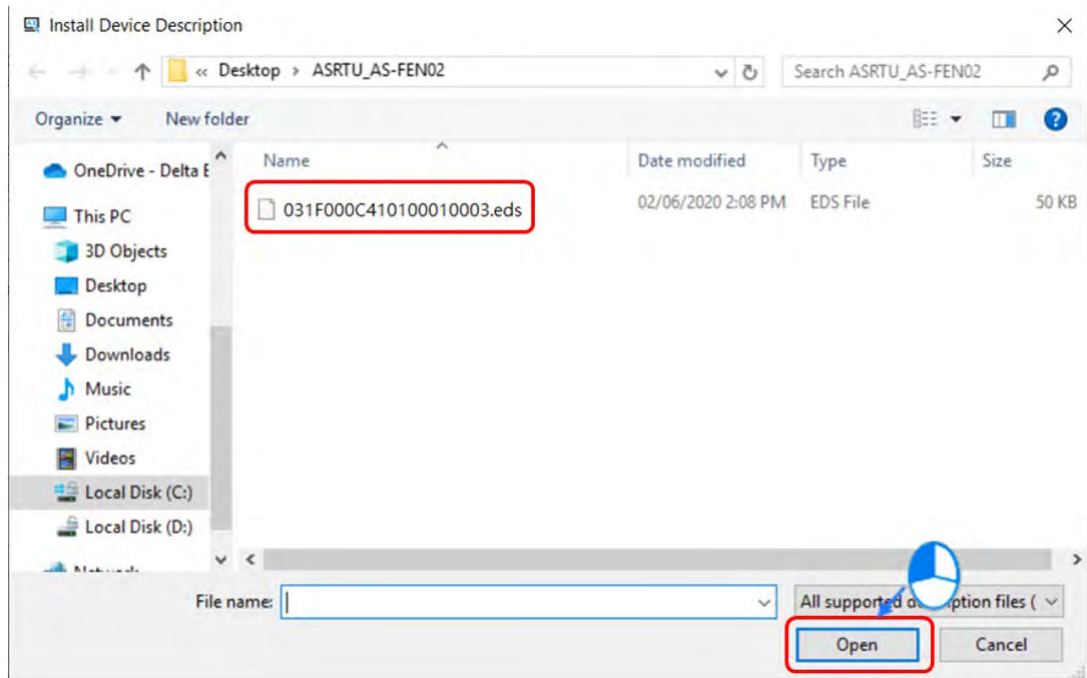 Install Device Description
« Desktop > ASRTU_AS-FEN02
Search ASRTU_AS-FEN02
Organize
New folder
Name
Date modified
Type
Size
031F000C410100010003.eds
02/06/2020 2:08 PM
EDS File
50 KB
OneDrive - Delta E
This PC
3D Objects
Desktop
Documents
Downloads
Music
Pictures
Videos
Local Disk (C:)
Local Disk (D:)
Network
File name:
All supported description files (
Open
Cancel